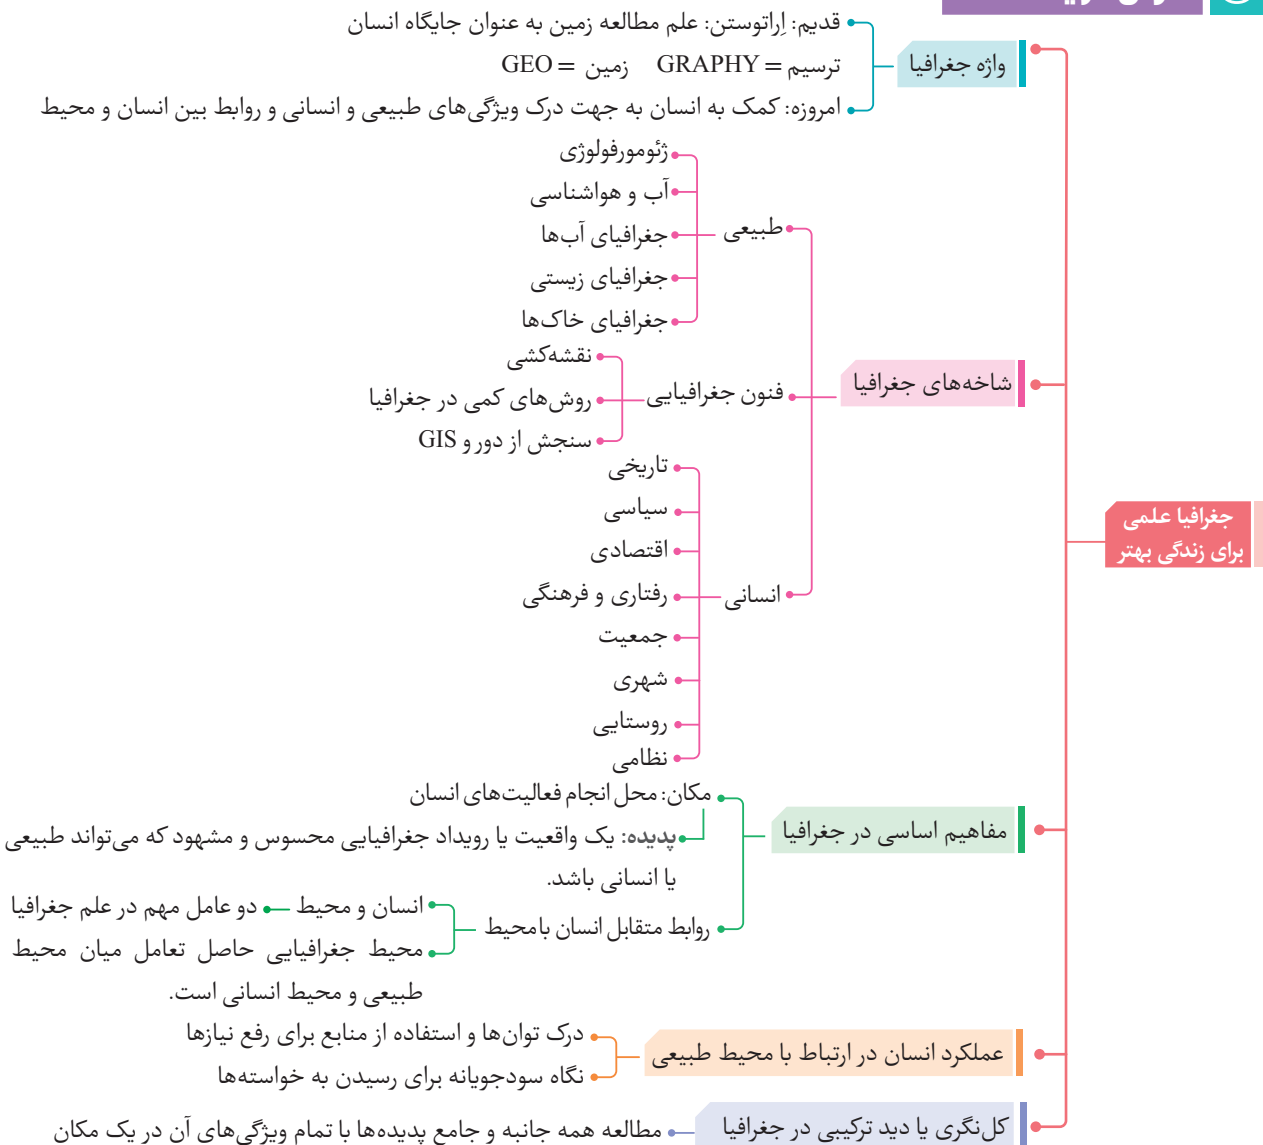 قدیم: اِراتوستن: علم مطالعه زمین به عنوان جایگاه انسان
واژه جغرافیا
ترسیم = GRAPHY زمین = GEO
امروزه: کمک به انسان به جهت درک ویژگی‌های طبیعی و انسانی و روابط بین انسان و محیط
ژئومورفولوژی
آب و هواشناسی
طبیعی
جغرافیای آب‌ها
جغرافیای زیستی
جغرافیای خاک‌ها
نقشه‌کشی
شاخه‌های جغرافیا
فنون جغرافیایی
روش‌های کمی در جغرافیا
سنجش از دور و GIS
تاریخی
سیاسی
جغرافیا علمی
برای زندگی بهتر
اقتصادی
انسانی
رفتاری و فرهنگی
جمعیت
شهری
روستایی
نظامی
مکان: محل انجام فعالیت‌های انسان
مفاهیم اساسی در جغرافیا
پدیده: یک واقعیت یا رویداد جغرافیایی محسوس و مشهود که می‌تواند طبیعی
یا انسانی باشد.
روابط متقابل انسان بامحیط
انسان و محیط
دو عامل مهم در علم جغرافیا
محیط جغرافیایی حاصل تعامل میان محیط
طبیعی و محیط انسانی است.
عملکرد انسان در ارتباط با محیط طبیعی
درک توان‌ها و استفاده از منابع برای رفع نیازها
نگاه سودجویانه برای رسیدن به خواسته‌ها
کل‌نگری یا دید ترکیبی در جغرافیا
مطالعه همه جانبه و جامع پدیده‌ها با تمام ویژگی‌های آن در یک مکان